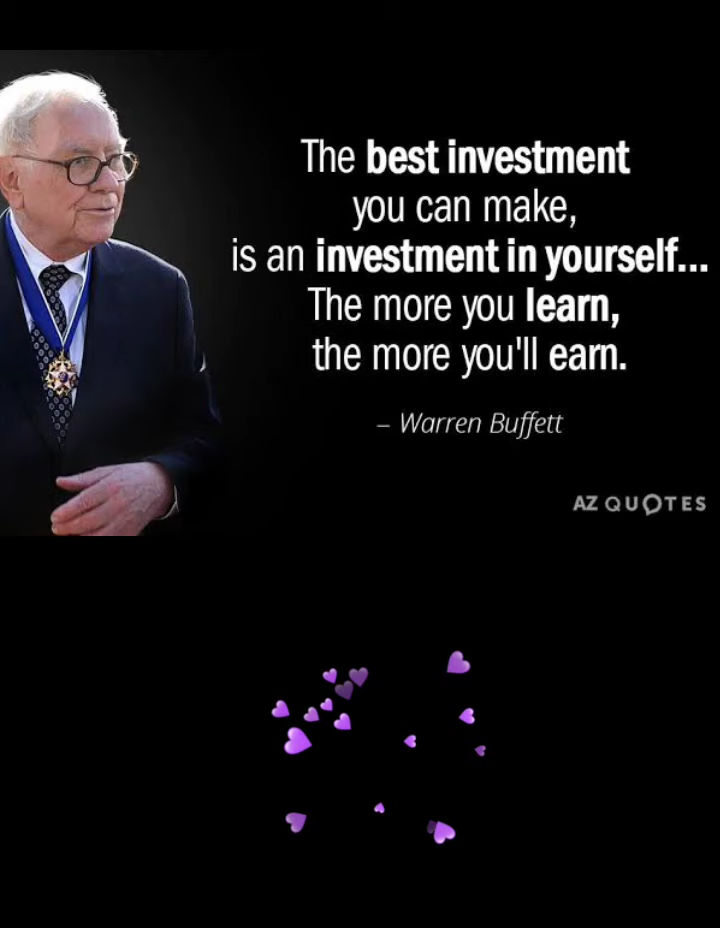 The best investment
you can make,
is an investment in yourself...
The more you learn,
the more you'll earn.
– Warren Buffett
AZ QUOTES